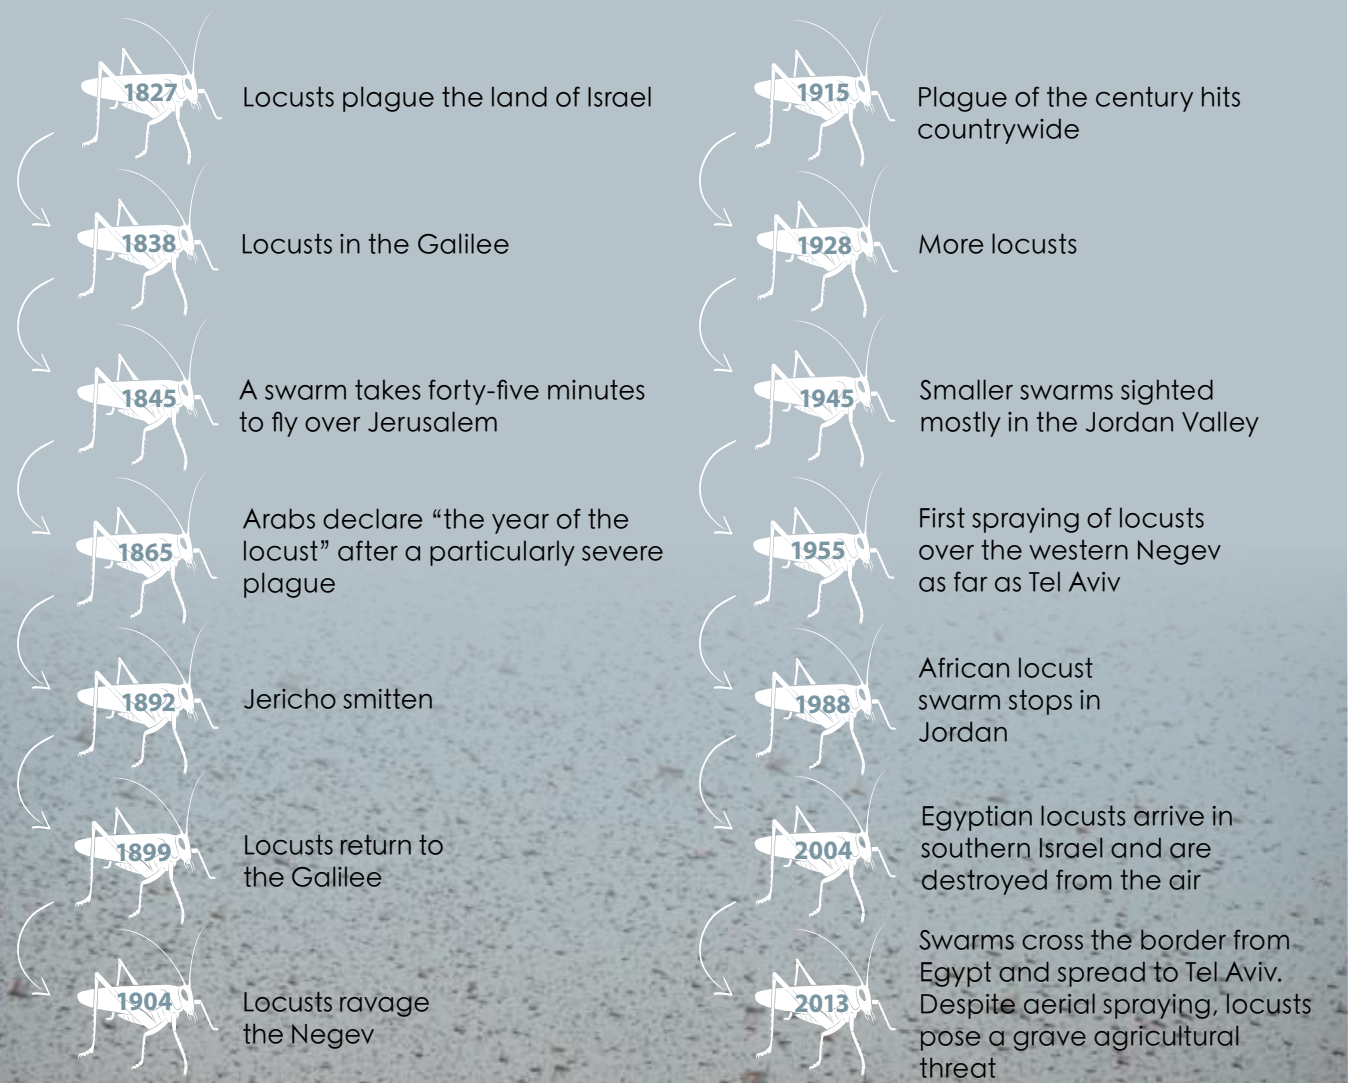 1827
Locusts plague the land of Israel
1838
Locusts in the Galilee
1845
A swarm takes forty-five minutes
to fly over Jerusalem
1865
Arabs declare “the year of the
locust” after a particularly severe
plague
1892
Jericho smitten
1899
Locusts return to
the Galilee
1904
Locusts ravage
the Negev
1915
Plague of the century hits
countrywide
1928
More locusts
1945
Smaller swarms sighted
mostly in the Jordan Valley
1955
First spraying of locusts
over the western Negev
as far as Tel Aviv
1988
African locust
swarm stops in
Jordan
2004
Egyptian locusts arrive in
southern Israel and are
destroyed from the air
2013
Swarms cross the border from
Egypt and spread to Tel Aviv.
Despite aerial spraying, locusts
pose a grave agricultural
threat